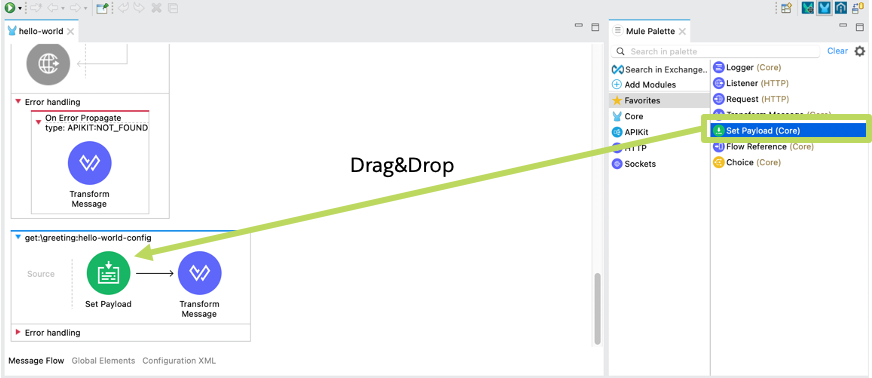 hello-world
Error handling
On Error Propagate
type: APIKIT:NOT_FOUND
Transform
Message
get:\greeting:hello-world-config
Source
Set Payload
Transform
Message
Error handling
Message Flow
Global Elements
Configuration XML
Drag&Drop
Mule Palette
Search in palette
Clear
Search in Exchange..
Add Modules
Favorites
Core
APIKit
HTTP
Sockets
Logger (Core)
Listener (HTTP)
Request (HTTP)
Transform Message (Core)
Set Payload (Core)
Flow Reference (Core)
Choice (Core)